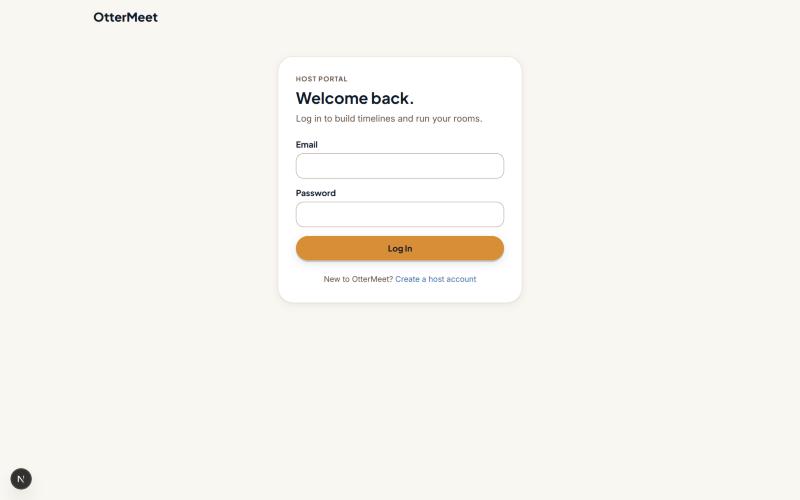 OtterMeet
HOST PORTAL
Welcome back.
Log in to build timelines and run your rooms.
Email
Password
Log In
New to OtterMeet? Create a host account
N